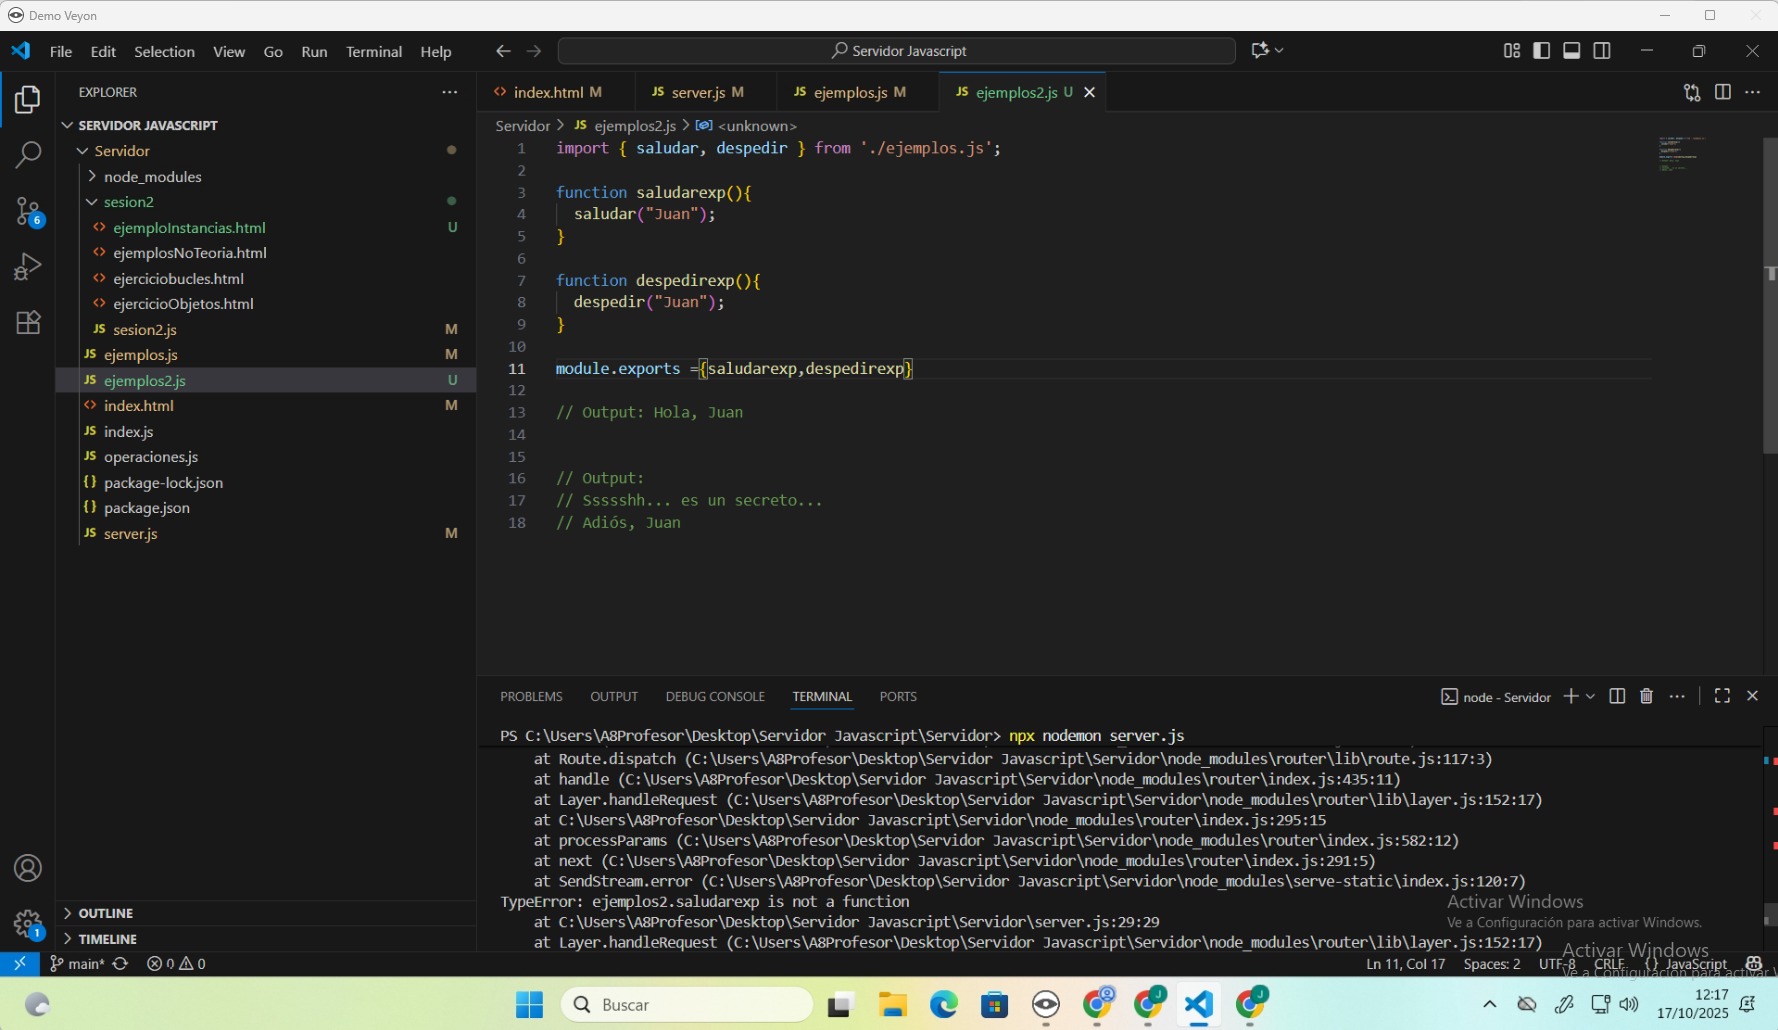 Demo Veyon
File Edit Selection View Go Run Terminal Help
Servidor Javascript
EXPLORER
index.html M
JS server.js M
JS ejemplos.js M
JS ejemplos2.js U
SERVIDOR JAVASCRIPT
Servidor
node_modules
sesion2
ejemploInstancias.html U
ejemplosNoTeoria.html
ejerciciobucles.html
ejercicioObjetos.html
JS sesion2.js M
JS ejemplos.js M
JS ejemplos2.js U
index.html M
JS index.js
JS operaciones.js
{} package-lock.json
{} package.json
JS server.js M
OUTLINE
TIMELINE
Servidor > JS ejemplos2.js > <unknown>
1 import { saludar, despedir } from './ejemplos.js';
2
3 function saludarexp(){
4 saludar("Juan");
5 }
6
7 function despedirexp(){
8 despedir("Juan");
9 }
10
11 module.exports ={saludarexp,despedirexp}
12
13 // Output: Hola, Juan
14
15
16 // Output:
17 // Ssssshh... es un secreto...
18 // Adiós, Juan
PROBLEMS OUTPUT DEBUG CONSOLE TERMINAL PORTS
node - Servidor
PS C:\Users\A8Profesor\Desktop\Servidor Javascript\Servidor> npx nodemon server.js
at Route.dispatch (C:\Users\A8Profesor\Desktop\Servidor Javascript\Servidor\node_modules\router\lib\route.js:117:3)
at handle (C:\Users\A8Profesor\Desktop\Servidor Javascript\Servidor\node_modules\router\index.js:435:11)
at Layer.handleRequest (C:\Users\A8Profesor\Desktop\Servidor Javascript\Servidor\node_modules\router\lib\layer.js:152:17)
at C:\Users\A8Profesor\Desktop\Servidor Javascript\Servidor\node_modules\router\index.js:295:15
at processParams (C:\Users\A8Profesor\Desktop\Servidor Javascript\Servidor\node_modules\router\index.js:582:12)
at next (C:\Users\A8Profesor\Desktop\Servidor Javascript\Servidor\node_modules\router\index.js:291:5)
at SendStream.error (C:\Users\A8Profesor\Desktop\Servidor Javascript\Servidor\node_modules\serve-static\index.js:120:7)
TypeError: ejemplos2.saludarexp is not a function
at C:\Users\A8Profesor\Desktop\Servidor Javascript\Servidor\server.js:29:29
at Layer.handleRequest (C:\Users\A8Profesor\Desktop\Servidor Javascript\Servidor\node_modules\router\lib\layer.js:152:17)
Activar Windows
Ve a Configuración para activar Windows.
Activar Windows
Ve a Configuración para activar W
6
1
main* 0 0
Ln 11, Col 17 Spaces: 2 UTF-8 CRLF {} JavaScript
Buscar
J
J
12:17
17/10/2025